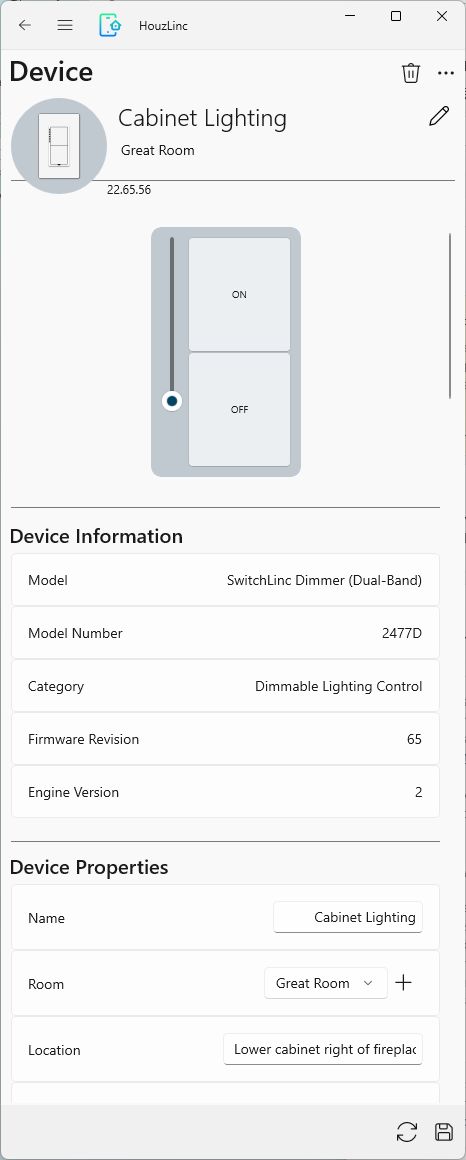 HouzLinc
Device
Cabinet Lighting
Great Room
22.65.56
ON
OFF
Device Information
Model SwitchLinc Dimmer (Dual-Band)
Model Number 2477D
Category Dimmable Lighting Control
Firmware Revision 65
Engine Version 2
Device Properties
Name Cabinet Lighting
Room Great Room
Location Lower cabinet right of fireplac